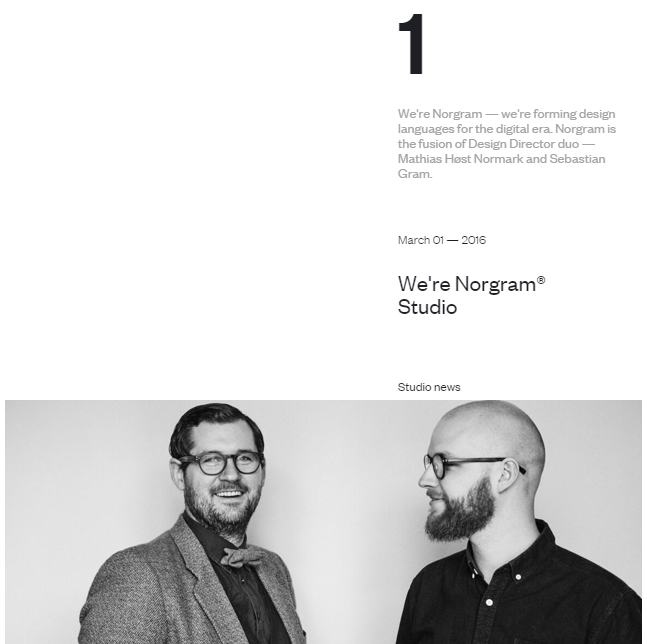 1
We're Norgram — we're forming design
languages for the digital era. Norgram is
the fusion of Design Director duo —
Mathias Høst Normark and Sebastian
Gram.
March 01 — 2016
We're Norgram®
Studio
Studio news